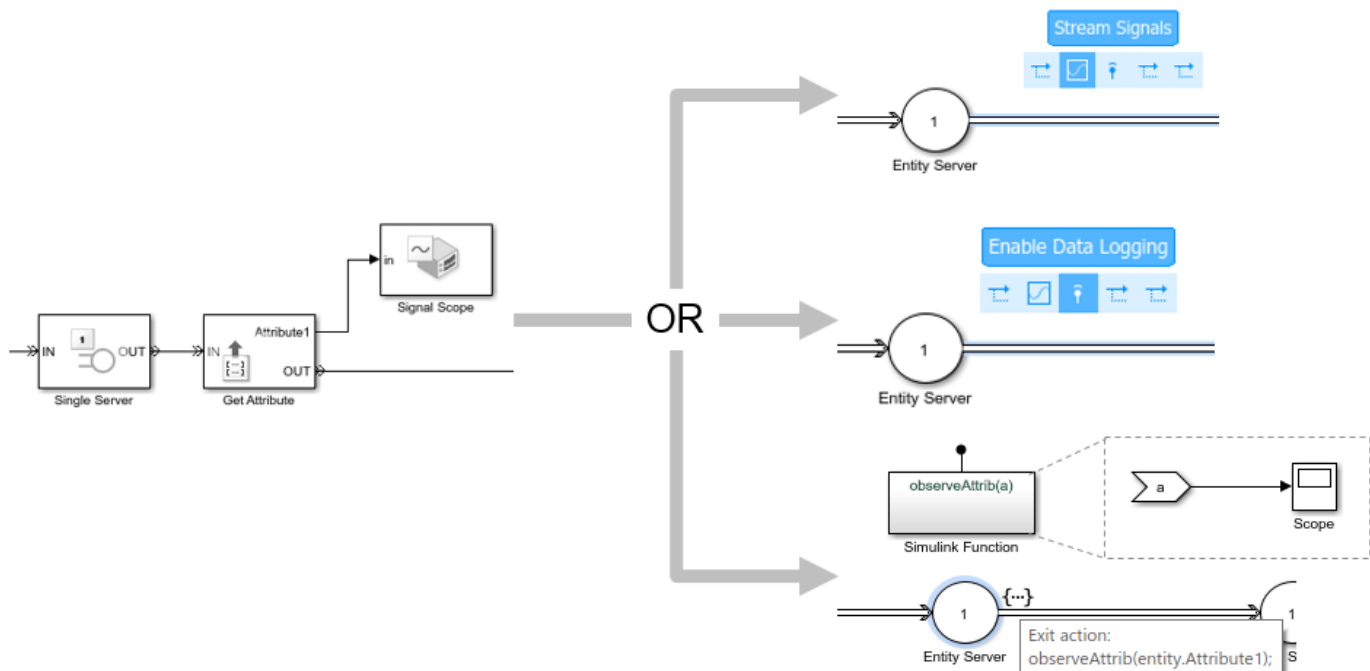 Stream Signals
1
Entity Server
in
Signal Scope
IN
1
OUT
Single Server
IN
Attribute1
OUT
Get Attribute
OR
Enable Data Logging
1
Entity Server
observeAttrib(a)
Simulink Function
a
Scope
1
{...}
Entity Server
1
S
Exit action:
observeAttrib(entity.Attribute1);